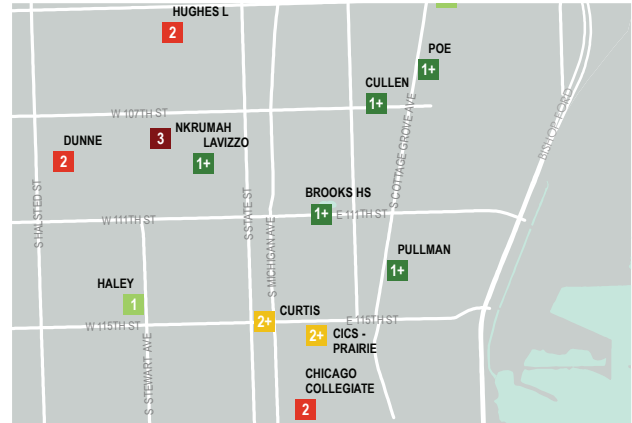 HUGHES L
2
POE
1+
CULLEN
1+
W 107TH ST
S COTTAGE GROVE AVE
BISHOP-FORD
NKRUMAH
3
LAVIZZO
1+
DUNNE
2
S HALSTED ST
S STATE ST
S MICHIGAN AVE
BROOKS HS
1+
W 111TH ST
E 111TH ST
PULLMAN
1+
HALEY
1
CURTIS
2+
W 115TH ST
E 115TH ST
CICS -
PRAIRIE
2+
S STEWART AVE
CHICAGO
COLLEGIATE
2